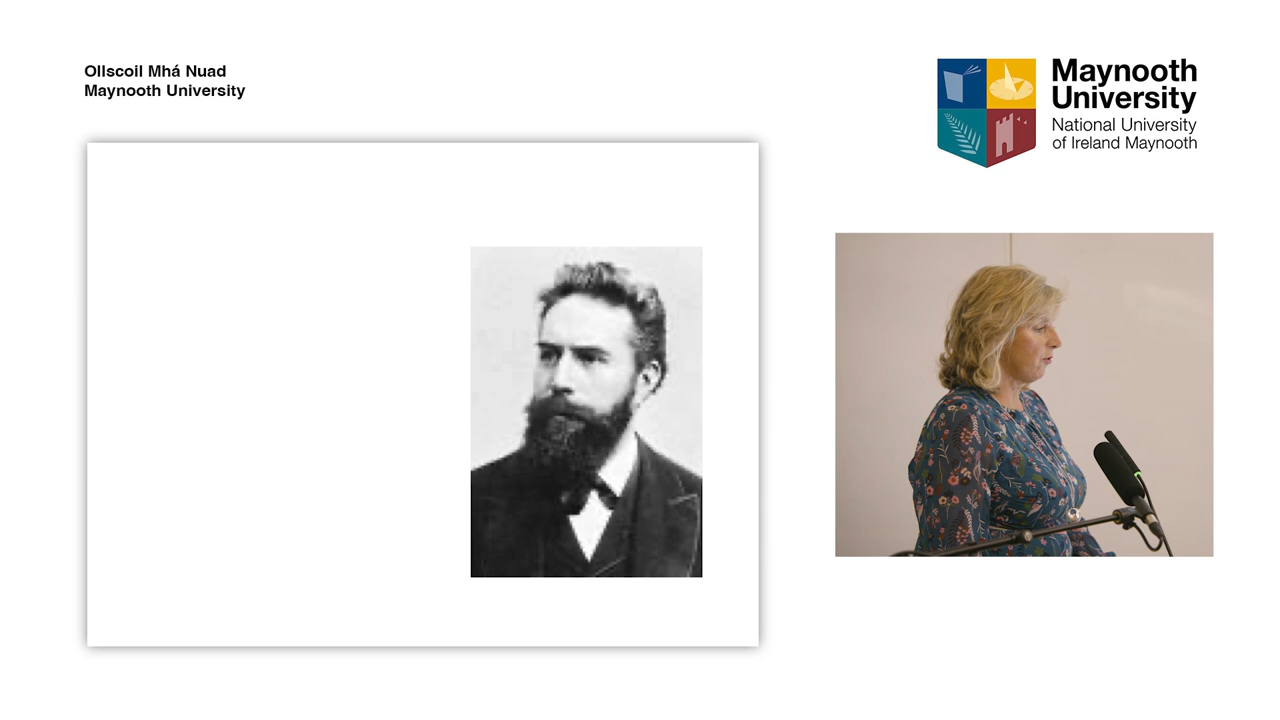 Ollscoil Mhá Nuad
Maynooth University
Maynooth
University
National University
of Ireland Maynooth